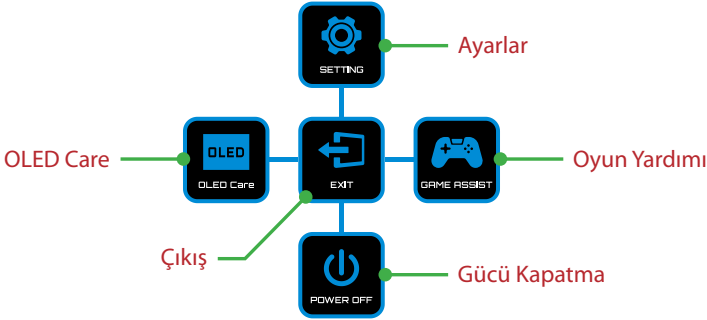 SETTING
Ayarlar
OLED Care
OLED
OLED Care
EXIT
GAME ASSIST
Oyun Yardımı
Çıkış
POWER OFF
Gücü Kapatma